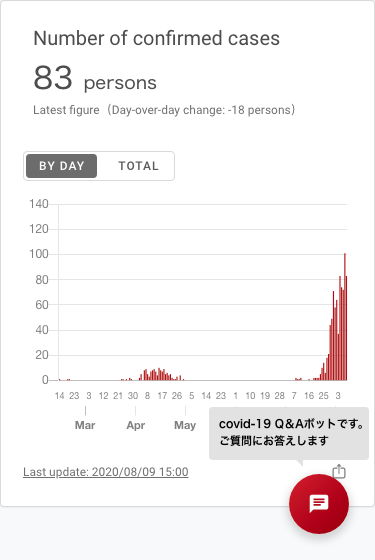 Number of confirmed cases
83 persons
Latest figure（Day-over-day change: -18 persons）
BY DAY TOTAL
140
120
100
80
60
40
20
0
14 23 3 12 21 30 8 17 26 5 14 23 1 10 19 28 7 16 25 3
Mar Apr May
covid-19 Q&Aボットです。
ご質問にお答えします
Last update: 2020/08/09 15:00